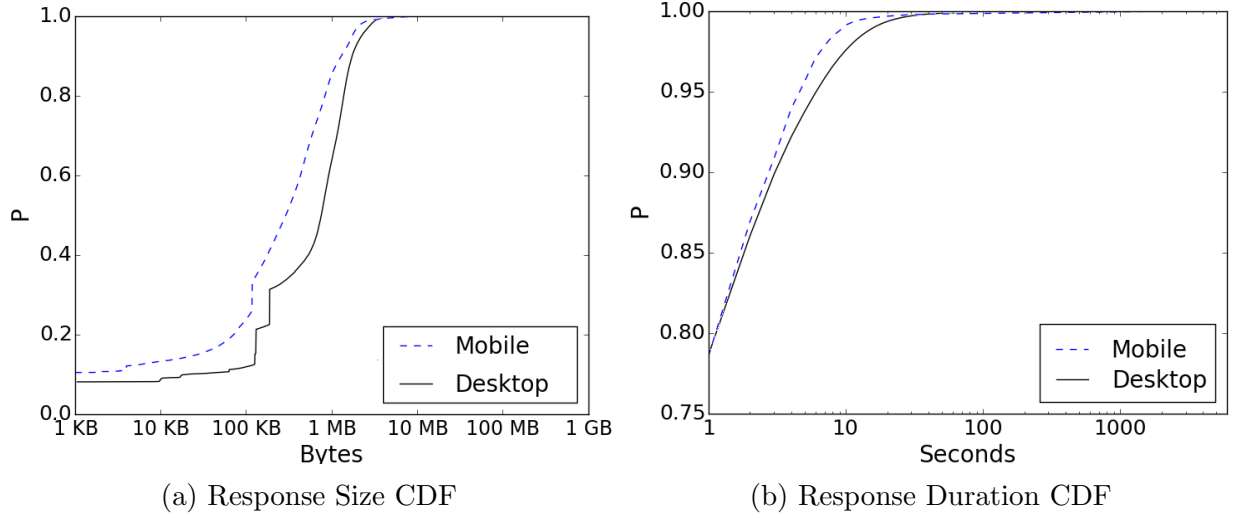 1.0
0.8
0.6
0.4
0.2
0.0
P
1 KB 10 KB 100 KB 1 MB 10 MB 100 MB 1 GB
Bytes
Mobile
Desktop
(a) Response Size CDF
1.00
0.95
0.90
0.85
0.80
0.75
P
1 10 100 1000
Seconds
Mobile
Desktop
(b) Response Duration CDF